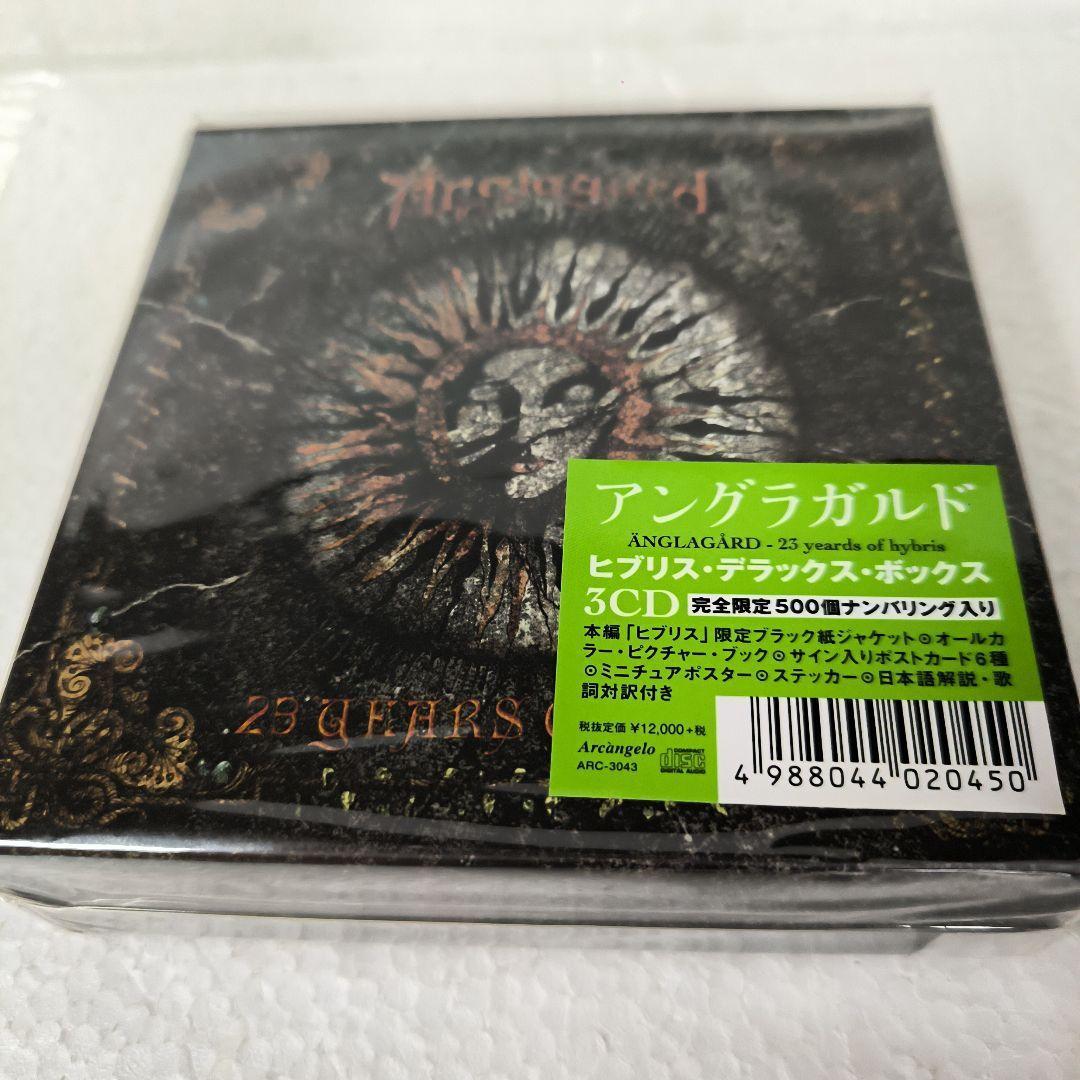 Änglagård
23 YEARS O
アングラガルド
ÄNGLAGÅRD - 23 yeards of hybris
ヒブリス・デラックス・ボックス
3CD 完全限定500個ナンバリング入り
本編「ヒブリス」限定ブラック紙ジャケット⊙オールカ
ラー・ピクチャー・ブック⊙サイン入りポストカード6種
⊙ミニチュアポスター⊙ステッカー⊙日本語解説・歌
詞対訳付き
税抜定価 ¥12,000+税
Arcàngelo
COMPACT
disc
DIGITAL AUDIO
ARC-3043
4 988044 020450